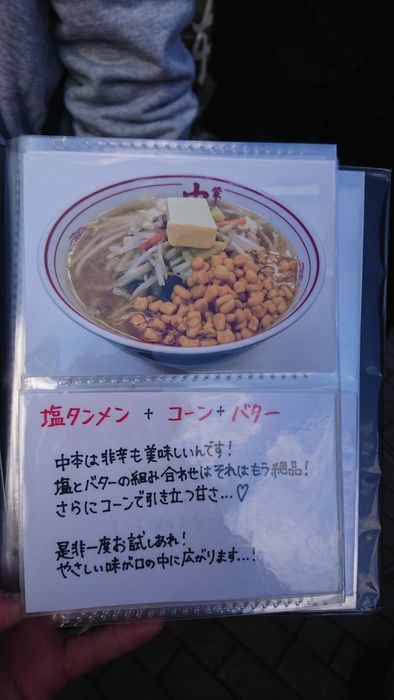 塩タンメン + コーン + バター
中本は非辛も美味しいんです!
塩とバターの組み合わせはそれはもう絶品!
さらにコーンで引き立つ甘さ...♡
是非一度お試しあれ!
やさしい味が口の中に広がります...!